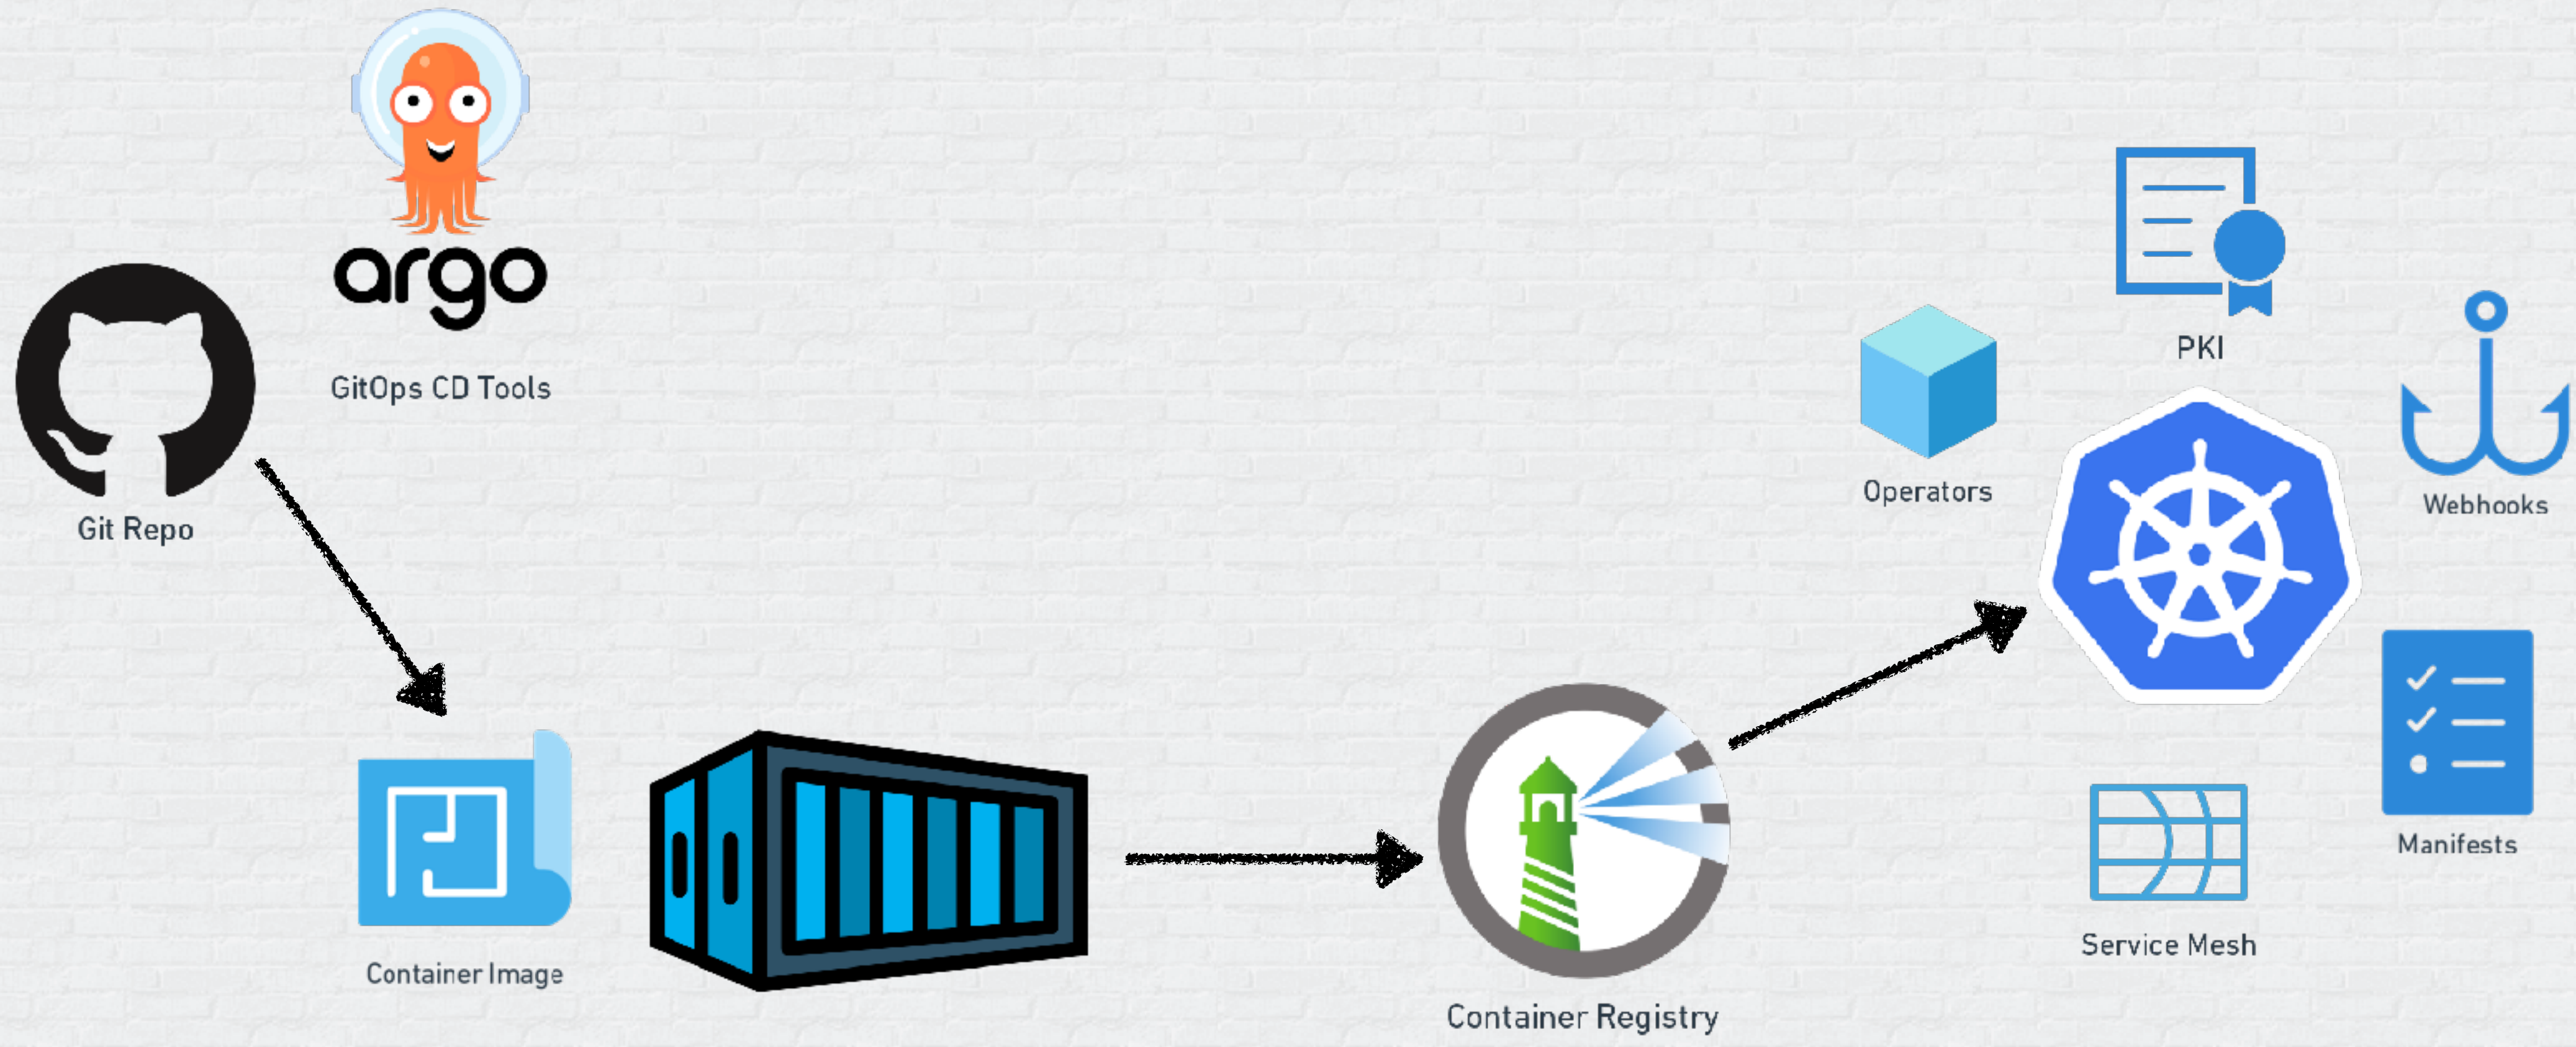 argo
GitOps CD Tools
Git Repo
Container Image
Container Registry
Operators
PKI
Webhooks
Manifests
Service Mesh